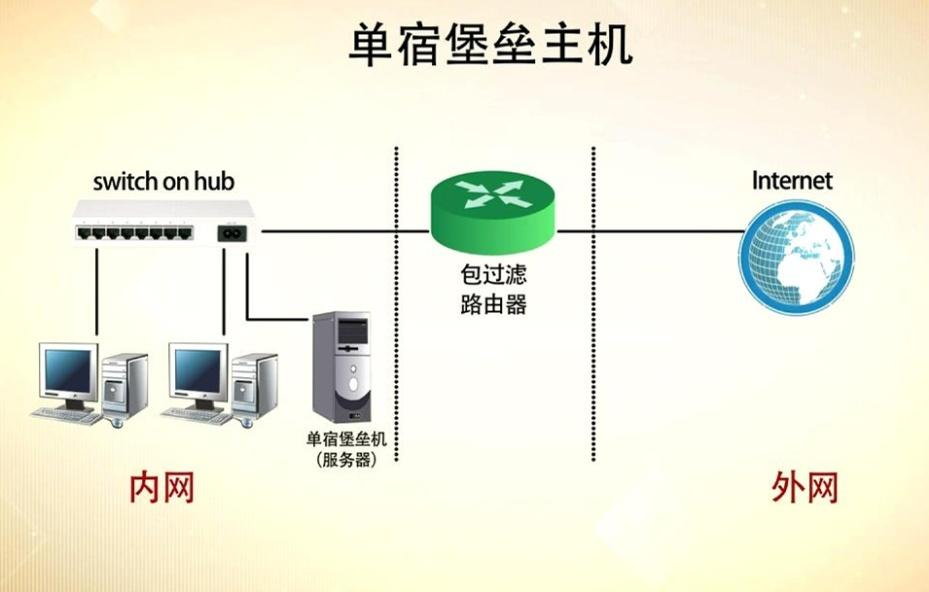 单宿堡垒主机
switch on hub
Internet
包过滤
路由器
单宿堡垒机
（服务器）
内网
外网